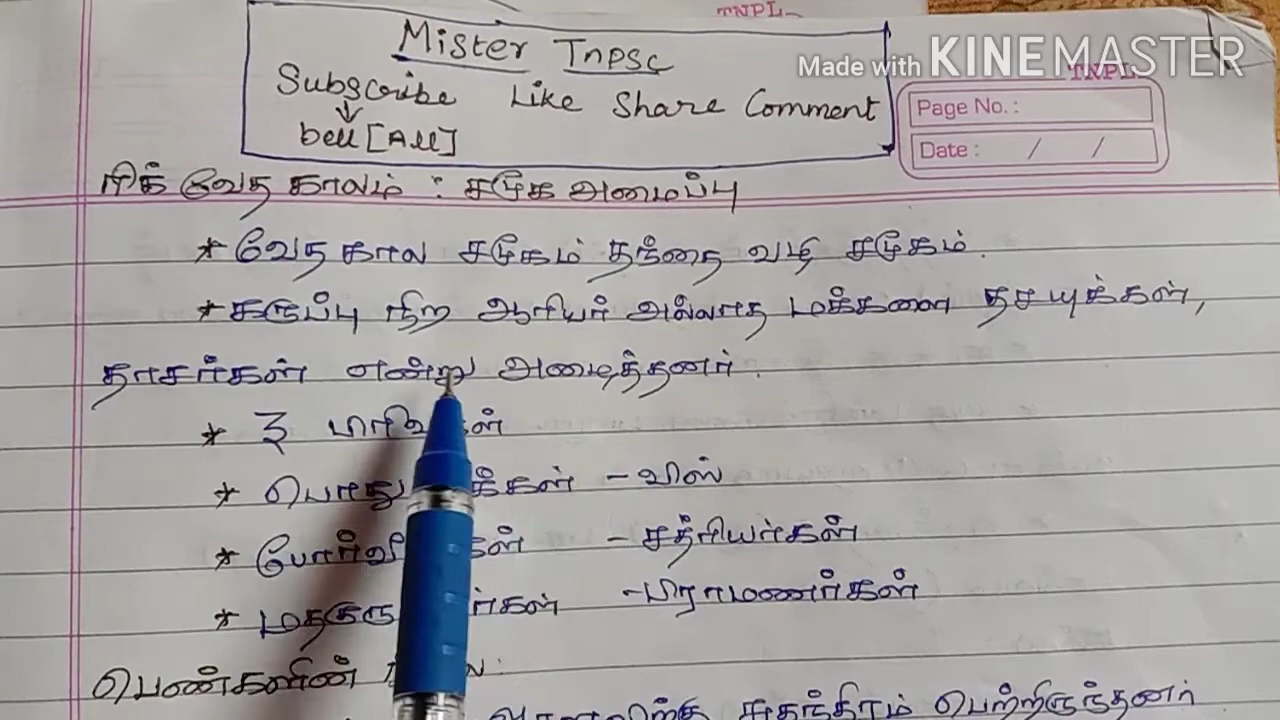 TNPL
Mister Tnpsc
Made with KINEMASTER
Subscribe Like Share Comment
bell [All]
TNPL
Page No.:
Date : / /
ரிக் வேத காலம் : சமூக அமைப்பு
* வேத கால சமூகம் தந்தை வழி சமூகம்.
* கருப்பு நிற ஆரியர் அல்லாத மக்களை தசயுக்கள்,
தாசர்கள் என்று அழைத்தனர்.
* 3
* - விஸ்
* - சத்ரியர்கள்
* - பிராமணர்கள்
பெண்களின்
சுதந்திரம் பெற்றிருந்தனர்